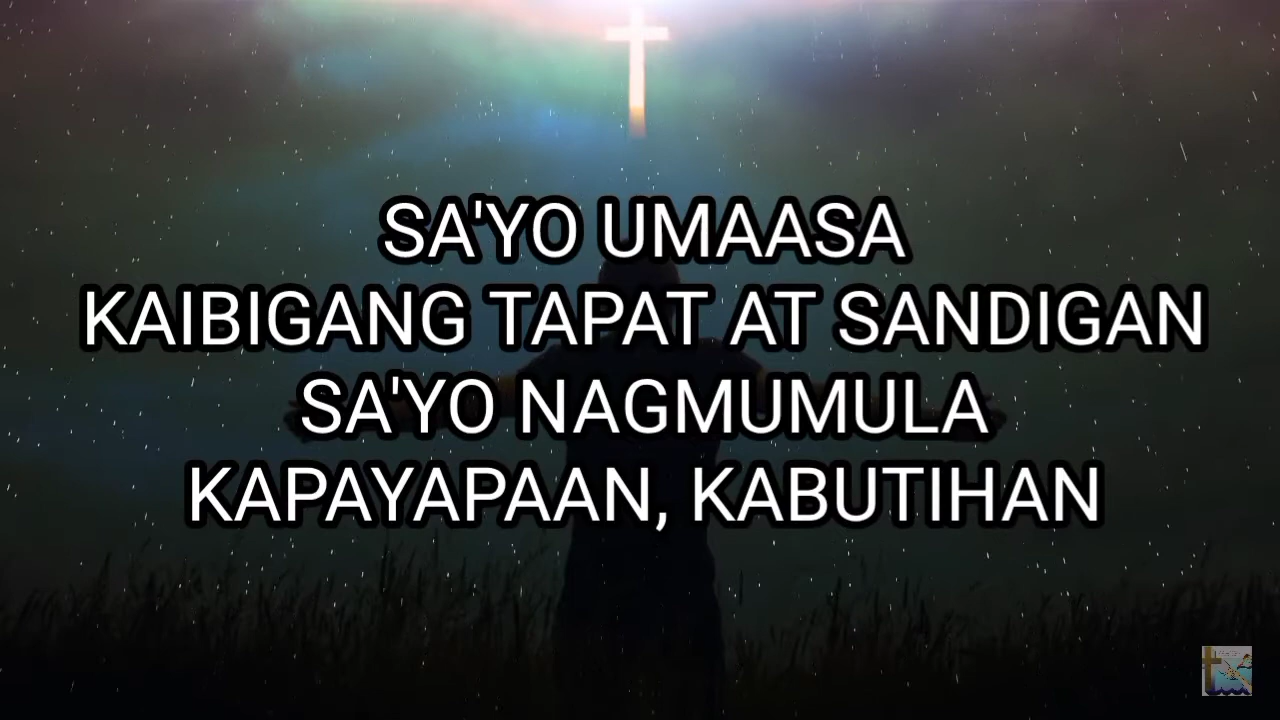 SA'YO UMAASA
KAIBIGANG TAPAT AT SANDIGAN
SA'YO NAGMUMULA
KAPAYAPAAN, KABUTIHAN